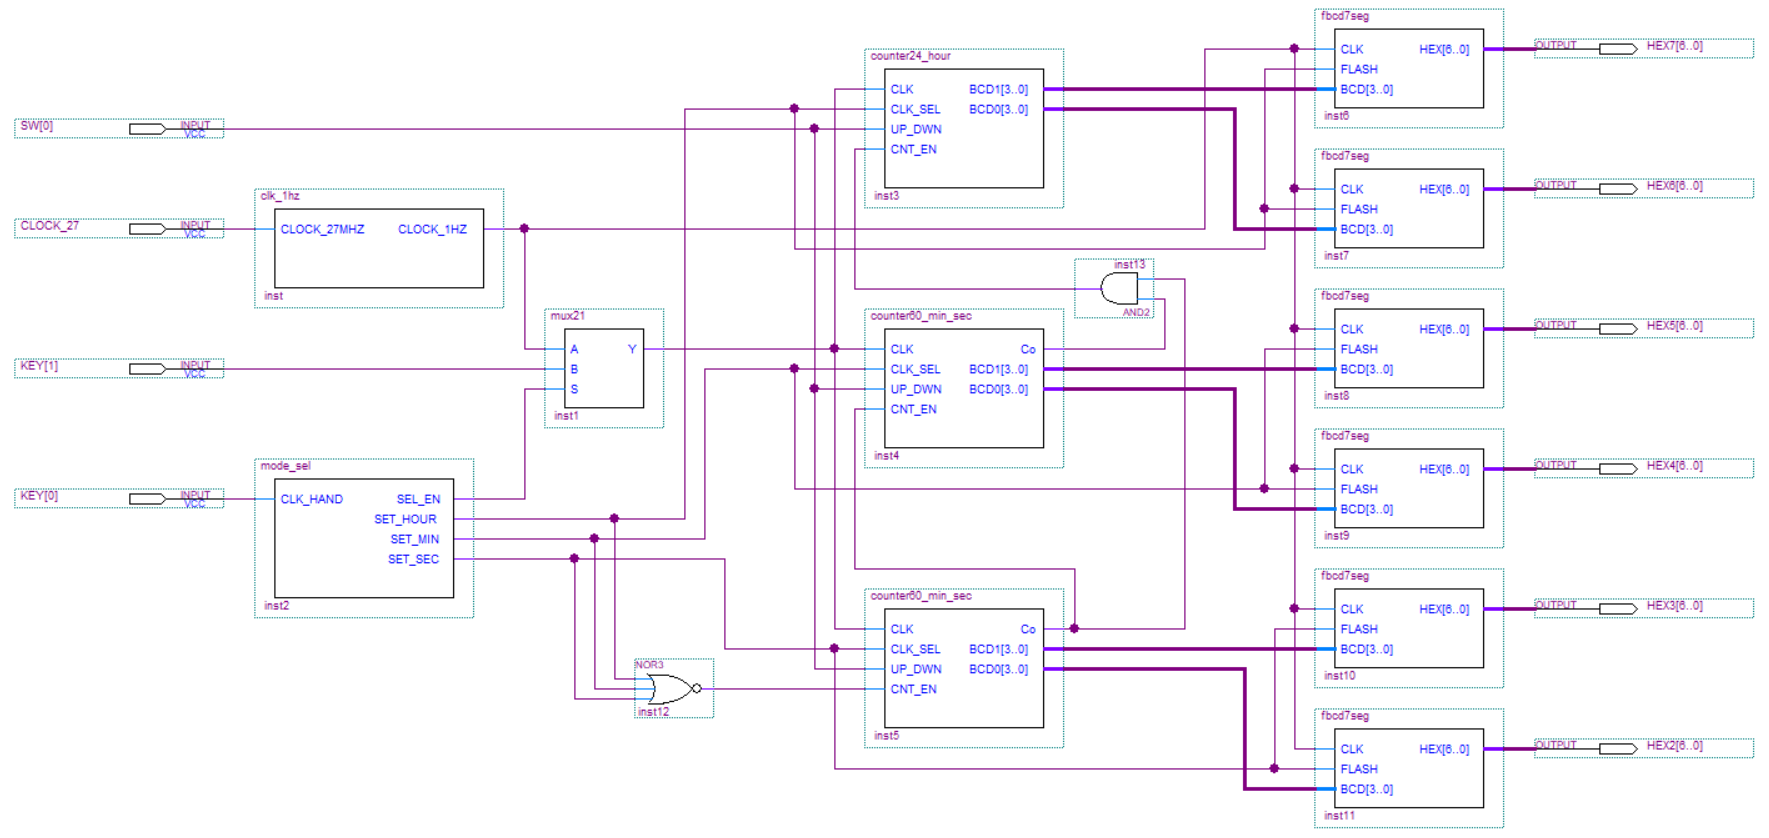 SW[0]
INPUT
VCC
CLOCK_27
INPUT
VCC
KEY[1]
INPUT
VCC
KEY[0]
INPUT
VCC
clk_1hz
CLOCK_27MHZ CLOCK_1HZ
inst
mode_sel
CLK_HAND SEL_EN
SET_HOUR
SET_MIN
SET_SEC
inst2
mux21
A Y
B
S
inst1
NOR3
inst12
counter24_hour
CLK BCD1[3..0]
CLK_SEL BCD0[3..0]
UP_DWN
CNT_EN
inst3
inst13
AND2
counter60_min_sec
CLK Co
CLK_SEL BCD1[3..0]
UP_DWN BCD0[3..0]
CNT_EN
inst4
counter60_min_sec
CLK Co
CLK_SEL BCD1[3..0]
UP_DWN BCD0[3..0]
CNT_EN
inst5
fbcd7seg
CLK HEX[6..0]
FLASH
BCD[3..0]
inst6
OUTPUT HEX7[6..0]
fbcd7seg
CLK HEX[6..0]
FLASH
BCD[3..0]
inst7
OUTPUT HEX6[6..0]
fbcd7seg
CLK HEX[6..0]
FLASH
BCD[3..0]
inst8
OUTPUT HEX5[6..0]
fbcd7seg
CLK HEX[6..0]
FLASH
BCD[3..0]
inst9
OUTPUT HEX4[6..0]
fbcd7seg
CLK HEX[6..0]
FLASH
BCD[3..0]
inst10
OUTPUT HEX3[6..0]
fbcd7seg
CLK HEX[6..0]
FLASH
BCD[3..0]
inst11
OUTPUT HEX2[6..0]